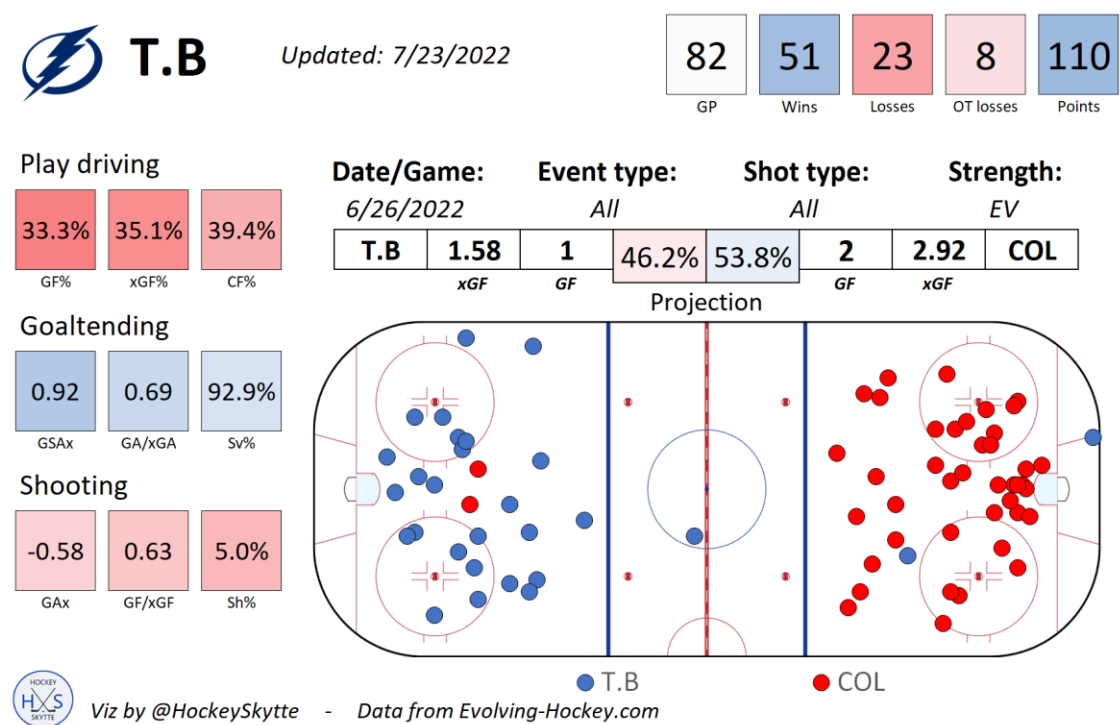 T.B
Updated: 7/23/2022
82 51 23 8 110
GP Wins Losses OT losses Points
Play driving
33.3% 35.1% 39.4%
GF% xGF% CF%
Date/Game: Event type: Shot type: Strength:
6/26/2022 All All EV
T.B 1.58 1 46.2% 53.8% 2 2.92 COL
xGF GF GF xGF
Projection
Goaltending
0.92 0.69 92.9%
GSAx GA/xGA Sv%
Shooting
-0.58 0.63 5.0%
GAx GF/xGF Sh%
T.B COL
HOCKEY
HXS
SKYTTE
Viz by @HockeySkytte - Data from Evolving-Hockey.com